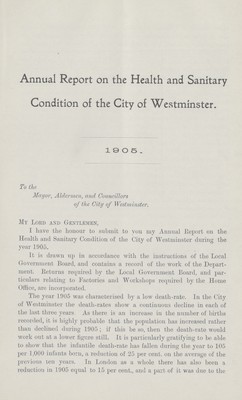 Annual Report on the Health and Sanitary
Condition of the City of Westminster.
1905.
To the
Mayor, Aldermen, and Councillors
of the City of Westminster.
MY LORD AND GENTLEMEN,
I have the honour to submit to you my Annual Report on the
Health and Sanitary Condition of the City of Westminster during the
year 1905.
It is drawn up in accordance with the instructions of the Local
Government Board, and contains a record of the work of the Depart-
ment. Returns required by the Local Government Board, and par-
ticulars relating to Factories and Workshops required by the Home
Office, are incorporated.
The year 1905 was characterised by a low death-rate. In the City
of Westminster the death-rates show a continuous decline in each of
the last three years. As there is an increase in the number of births
recorded, it is highly probable that the population has increased rather
than declined during 1905; if this be so, then the death-rate would
work out at a lower figure still. It is particularly gratifying to be able
to show that the infantile death-rate has fallen during the year to 105
per 1,000 infants born, a reduction of 25 per cent. on the average of the
previous ten years. In London as a whole there has also been a
reduction in 1905 equal to 15 per cent., and a part of it was due to the